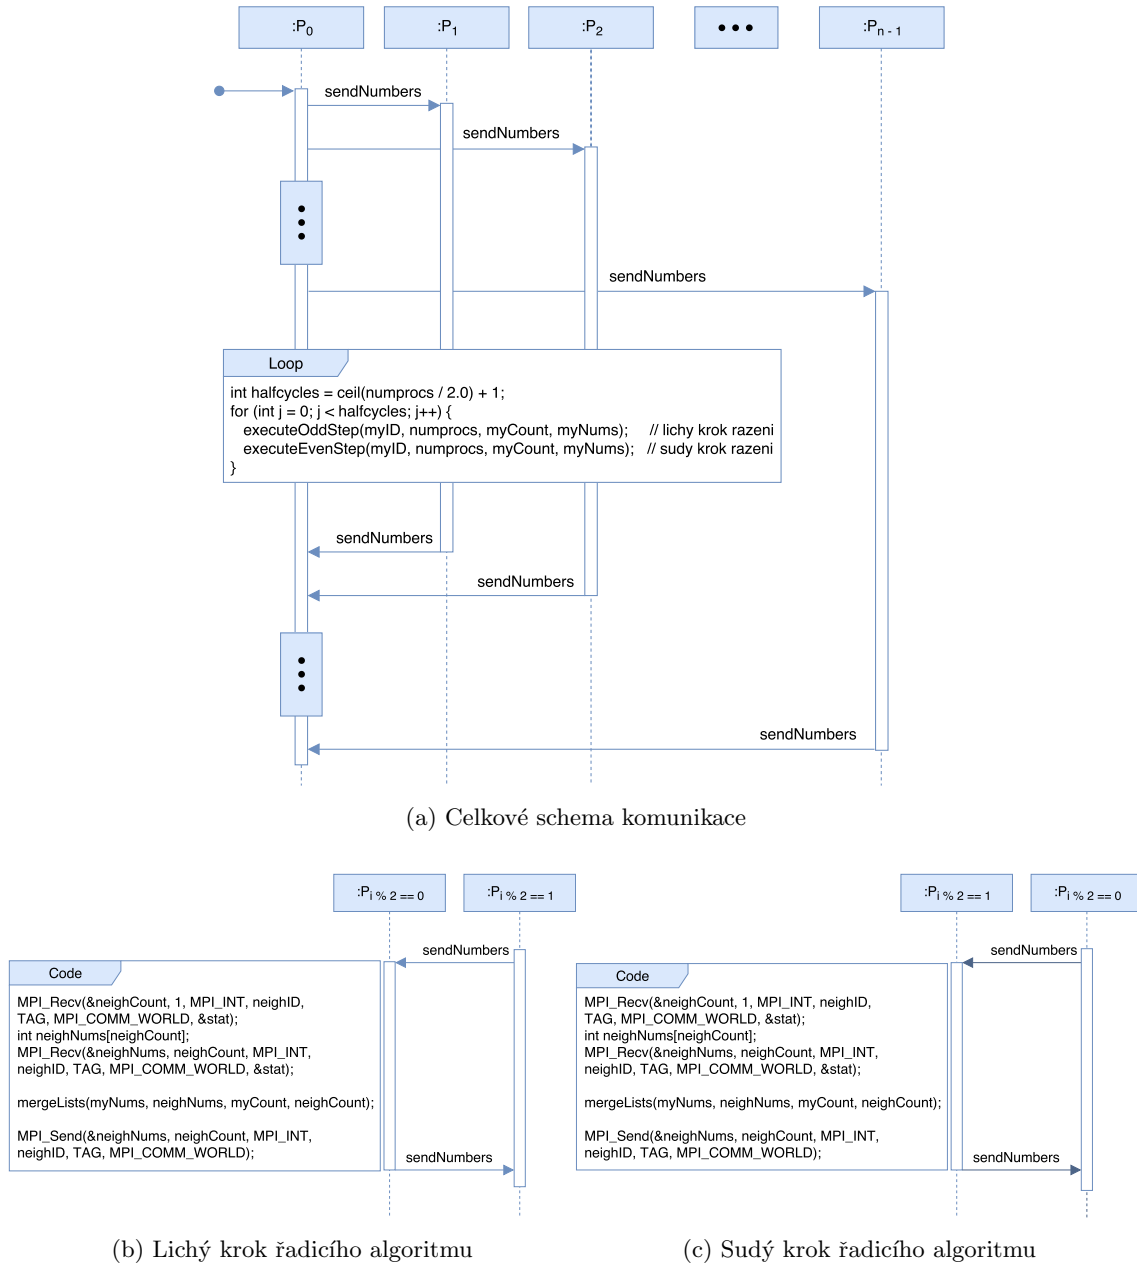 :P0
:P1
:P2
•••
:Pn - 1
sendNumbers
sendNumbers
sendNumbers
Loop
int halfcycles = ceil(numprocs / 2.0) + 1;
for (int j = 0; j < halfcycles; j++) {
executeOddStep(myID, numprocs, myCount, myNums); // lichy krok razeni
executeEvenStep(myID, numprocs, myCount, myNums); // sudy krok razeni
}
sendNumbers
sendNumbers
sendNumbers
(a) Celkové schema komunikace
:Pi % 2 == 0
:Pi % 2 == 1
sendNumbers
Code
MPI_Recv(&neighCount, 1, MPI_INT, neighID,
TAG, MPI_COMM_WORLD, &stat);
int neighNums[neighCount];
MPI_Recv(&neighNums, neighCount, MPI_INT,
neighID, TAG, MPI_COMM_WORLD, &stat);
mergeLists(myNums, neighNums, myCount, neighCount);
MPI_Send(&neighNums, neighCount, MPI_INT,
neighID, TAG, MPI_COMM_WORLD);
sendNumbers
(b) Lichý krok řadicího algoritmu
:Pi % 2 == 1
:Pi % 2 == 0
sendNumbers
Code
MPI_Recv(&neighCount, 1, MPI_INT, neighID,
TAG, MPI_COMM_WORLD, &stat);
int neighNums[neighCount];
MPI_Recv(&neighNums, neighCount, MPI_INT,
neighID, TAG, MPI_COMM_WORLD, &stat);
mergeLists(myNums, neighNums, myCount, neighCount);
MPI_Send(&neighNums, neighCount, MPI_INT,
neighID, TAG, MPI_COMM_WORLD);
sendNumbers
(c) Sudý krok řadicího algoritmu